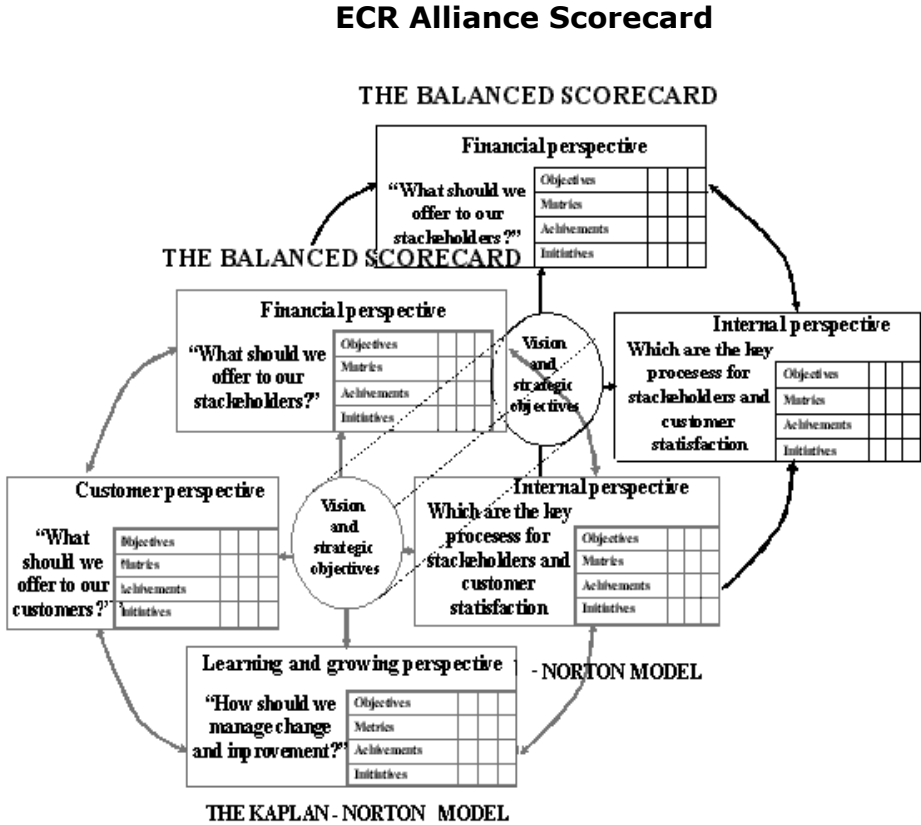 ECR Alliance Scorecard
THE BALANCED SCORECARD
Financial perspective
“What should we
offer to our
stackeholders?”
Objectives
Matrics
Achivements
Initiatives
THE BALANCED SCORECARD
Financial perspective
“What should we
offer to our
stackeholders?”
Objectives
Matrics
Achivements
Initiatives
Vision
and
strategic
objectives
Internal perspective
Which are the key
procesess for
stackeholders and
customer
statisfaction
Objectives
Matrics
Achivements
Initiatives
Customer perspective
“What
should we
offer to our
customers?”
Objectives
Matrics
Achivements
Initiatives
Vision
and
strategic
objectives
Internal perspective
Which are the key
procesess for
stackeholders and
customer
statisfaction
Objectives
Matrics
Achivements
Initiatives
Learning and growing perspective
“How should we
manage change
and inprovement?”
Objectives
Metrics
Achivements
Initiatives
- NORTON MODEL
THE KAPLAN - NORTON MODEL